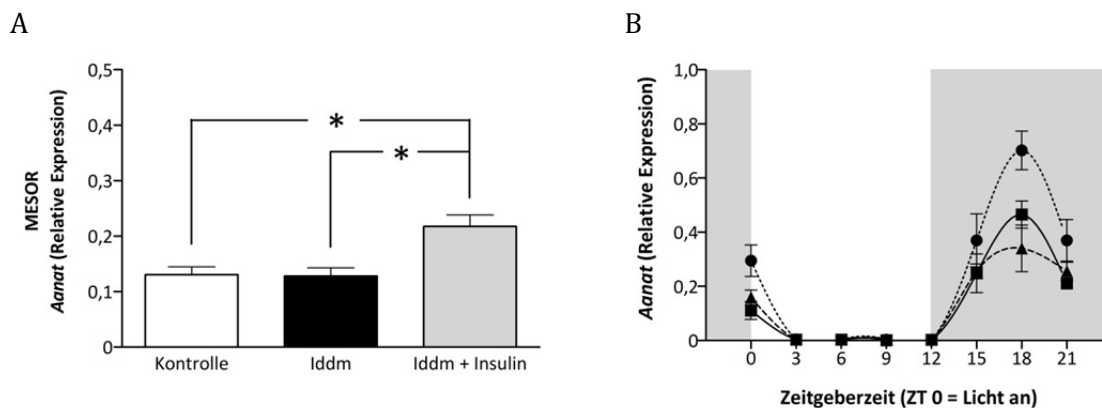 A
0,5
0,4
0,3
0,2
0,1
0
MESOR
Aanat (Relative Expression)
*
*
Kontrolle Iddm Iddm + Insulin
B
1,0
0,8
0,6
0,4
0,2
0
Aanat (Relative Expression)
0 3 6 9 12 15 18 21
Zeitgeberzeit (ZT 0 = Licht an)